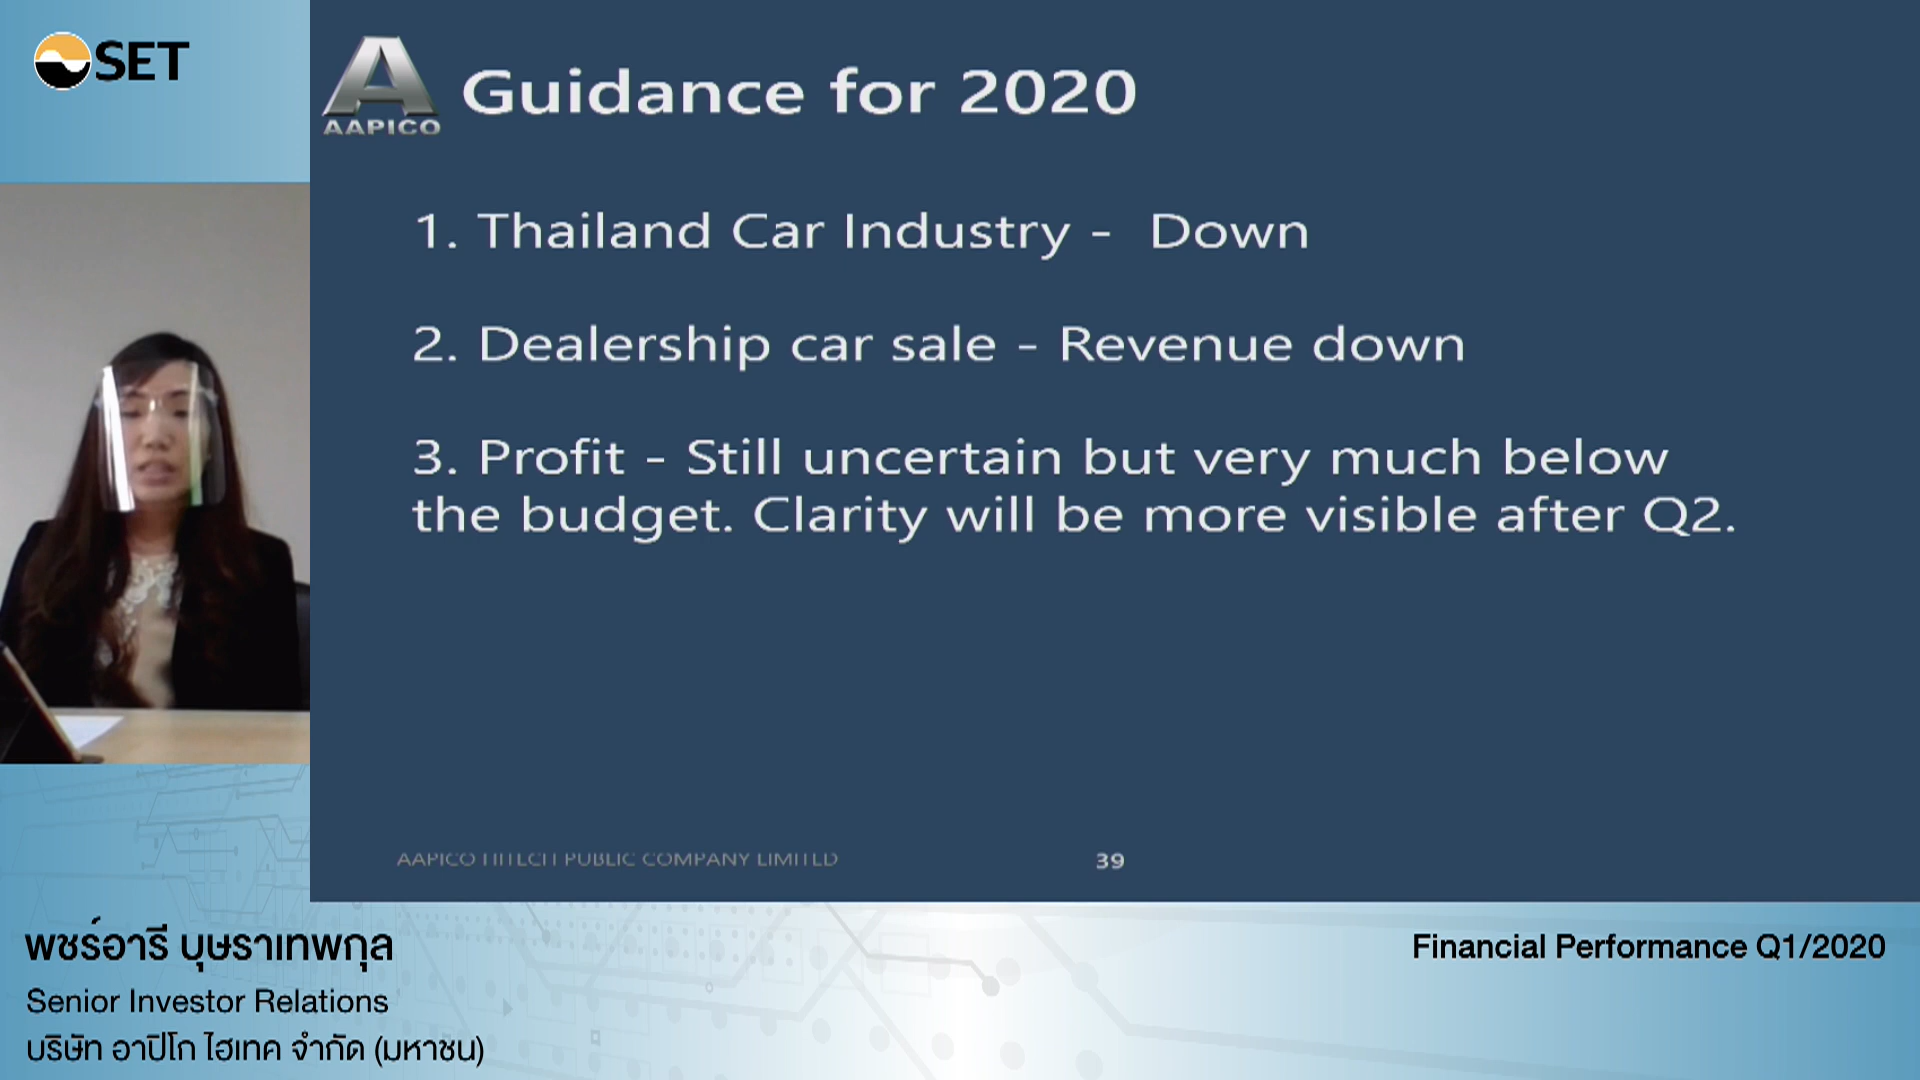 SET
AAPICO
Guidance for 2020
1. Thailand Car Industry - Down
2. Dealership car sale - Revenue down
3. Profit - Still uncertain but very much below
the budget. Clarity will be more visible after Q2.
AAPICO HITECH PUBLIC COMPANY LIMITED
39
พชร์อารี บุษราเทพกุล
Senior Investor Relations
บริษัท อาปิโก ไฮเทค จำกัด (มหาชน)
Financial Performance Q1/2020